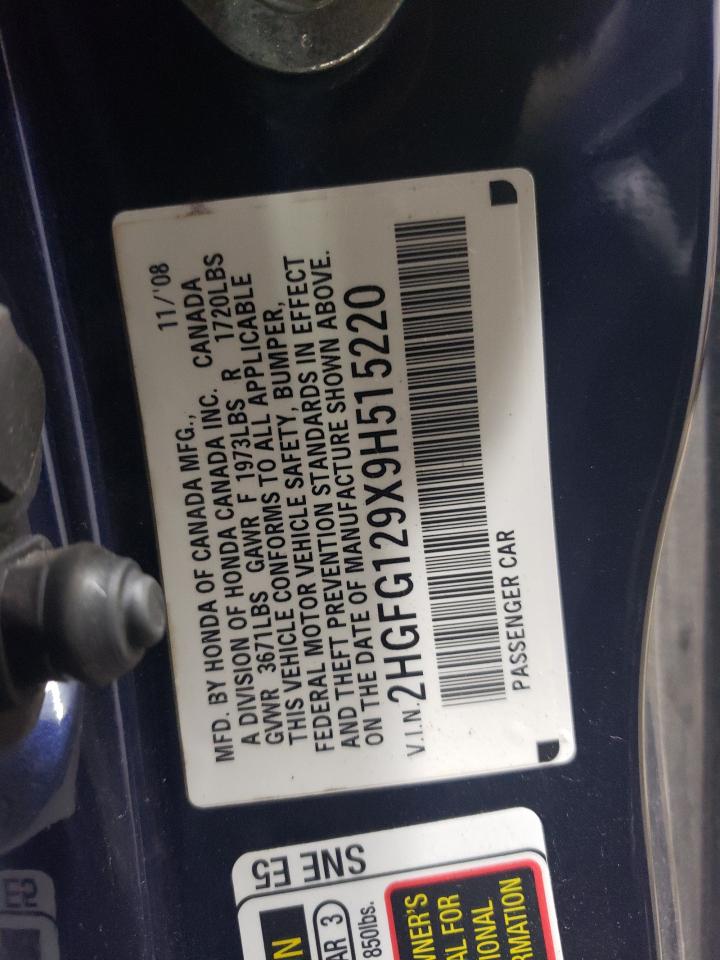 MFD. BY HONDA OF CANADA MFG., 11/'08
A DIVISION OF HONDA CANADA INC. CANADA
GVWR 3671LBS GAWR F 1973LBS R 1720LBS
THIS VEHICLE CONFORMS TO ALL APPLICABLE
FEDERAL MOTOR VEHICLE SAFETY, BUMPER,
AND THEFT PREVENTION STANDARDS IN EFFECT
ON THE DATE OF MANUFACTURE SHOWN ABOVE.
V.I.N. 2HGFG129X9H515220
PASSENGER CAR
SNE E5
850lbs.